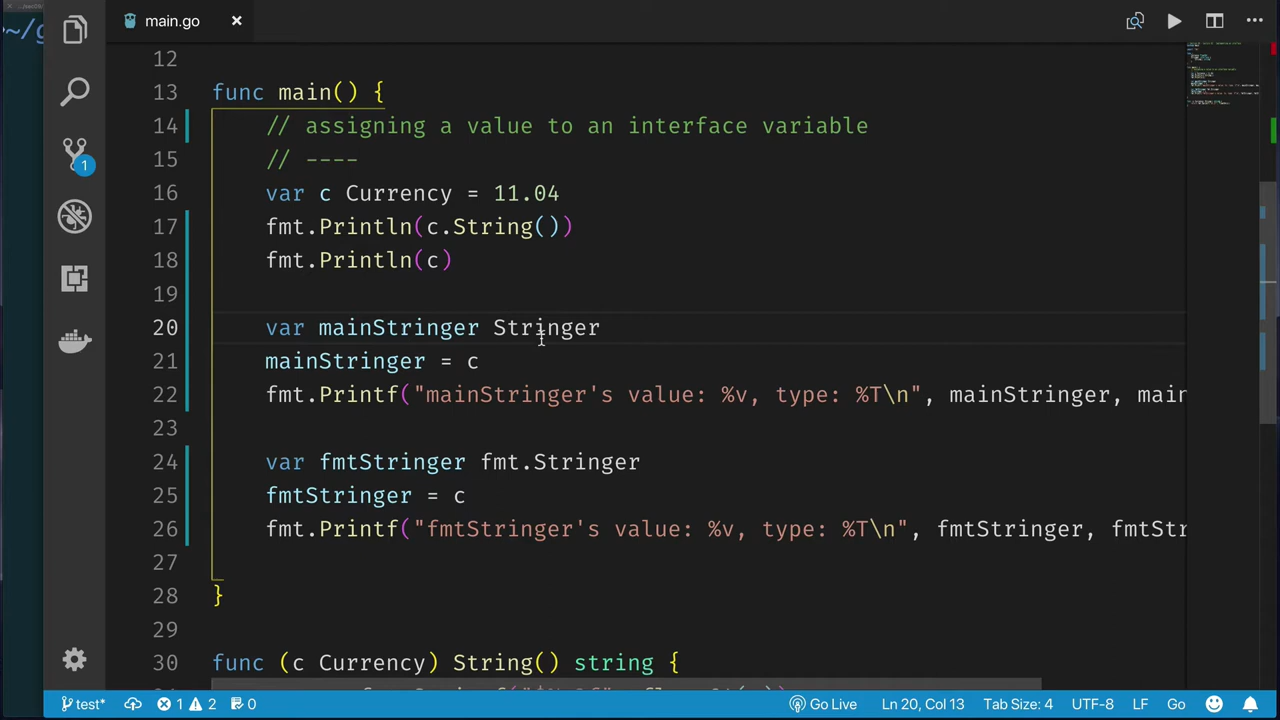 ~/g
main.go
12
13 func main() {
14 // assigning a value to an interface variable
15 // ----
16 var c Currency = 11.04
17 fmt.Println(c.String())
18 fmt.Println(c)
19
20 var mainStringer Stringer
21 mainStringer = c
22 fmt.Printf("mainStringer's value: %v, type: %T\n", mainStringer, main
23
24 var fmtStringer fmt.Stringer
25 fmtStringer = c
26 fmt.Printf("fmtStringer's value: %v, type: %T\n", fmtStringer, fmtStr
27
28 }
29
30 func (c Currency) String() string {
1
test* 1 2 0 Go Live Ln 20, Col 13 Tab Size: 4 UTF-8 LF Go